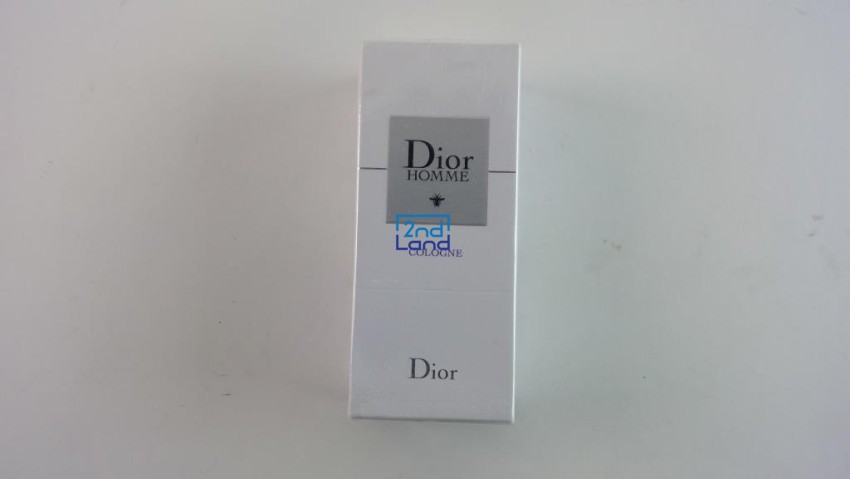 Dior
HOMME
2nd
Land
COLOGNE
Dior